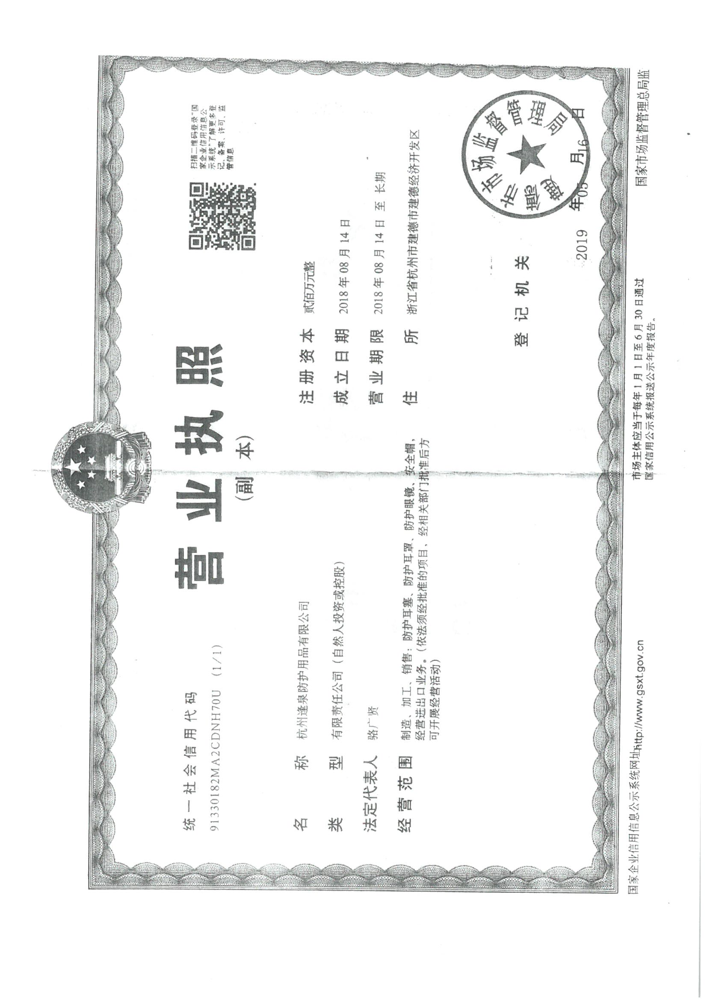 统一社会信用代码
91330182MA2CDNH70U (1/1)
营业执照
(副 本)
扫描二维码登录“国
家企业信用信息公
示系统”了解更多登
记、备案、许可、监
管信息
名 称 杭州逢泉防护用品有限公司
类 型 有限责任公司（自然人投资或控股）
法定代表人 骆广贤
经营范围 制造、加工、销售：防护耳塞、防护耳罩、防护眼镜、安全帽，
经营进出口业务。（依法须经批准的项目，经相关部门批准后方
可开展经营活动）
注册资本 贰佰万元整
成立日期 2018年08月14日
营业期限 2018年08月14日至长期
住 所 浙江省杭州市建德市建德经济开发区
登记机关
建德市市场监督管理局
2019 年05 月16 日
国家企业信用信息公示系统网址http://www.gsxt.gov.cn
市场主体应当于每年1月1日至6月30日通过
国家信用公示系统报送公示年度报告。
国家市场监督管理总局监